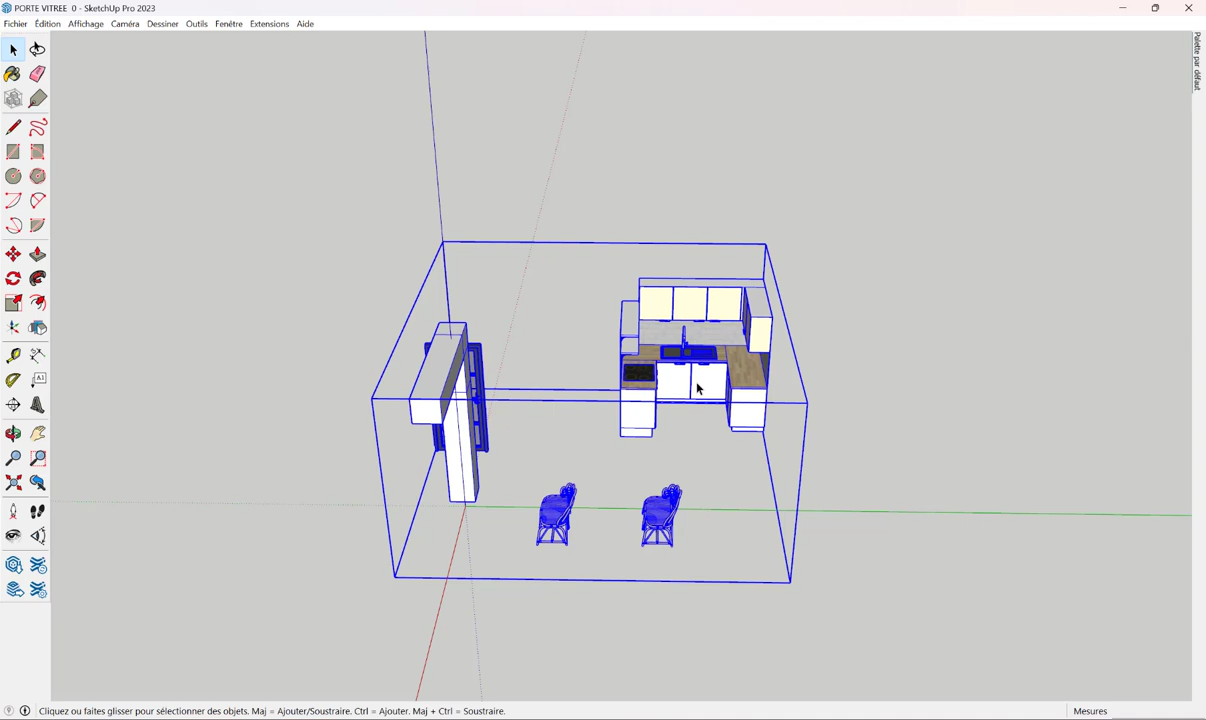 PORTE VITREE 0 - SketchUp Pro 2023
Fichier Édition Affichage Caméra Dessiner Outils Fenêtre Extensions Aide
Palette par défaut
Cliquez ou faites glisser pour sélectionner des objets. Maj = Ajouter/Soustraire. Ctrl = Ajouter. Maj + Ctrl = Soustraire.
Mesures